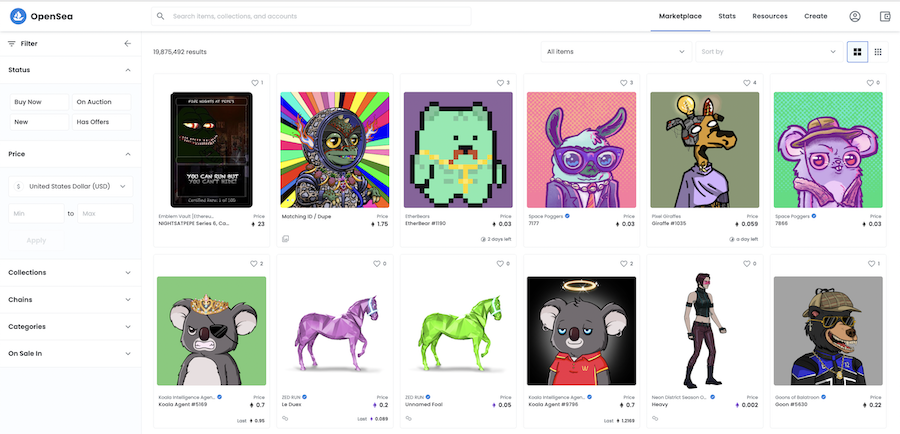 OpenSea
Search items, collections, and accounts
Marketplace
Stats
Resources
Create
Filter
19,875,492 results
All items
Sort by
Status
Buy Now
On Auction
New
Has Offers
Price
$ United States Dollar (USD)
Min
to
Max
Apply
Collections
Chains
Categories
On Sale In
1
FIVE NIGHTS AT PEPE'S
YOU CAN RUN BUT
YOU CAN'T HIDE!
Emblem Vault [Ethereu...
Price
NIGHTSATPEPE Series 6, Ca...
23
Price
Matching ID / Dupe
1.75
3
EtherBears
Price
EtherBear #1190
0.03
2 days left
3
Space Poggers
Price
7177
0.03
4
Pixel Giraffes
Price
Giraffe #1035
0.059
a day left
0
Space Poggers
Price
7866
0.03
2
Koala Intelligence Agen...
Price
Koala Agent #5169
0.7
Last 0.95
0
ZED RUN
Price
Le Dues
0.2
Last 0.089
0
ZED RUN
Price
Unnamed Foal
0.05
2
Koala Intelligence Agen...
Price
Koala Agent #9796
0.7
Last 1.2169
0
Neon District Season O...
Price
Heavy
0.002
1
Goons of Balatroon
Price
Goon #5630
0.22